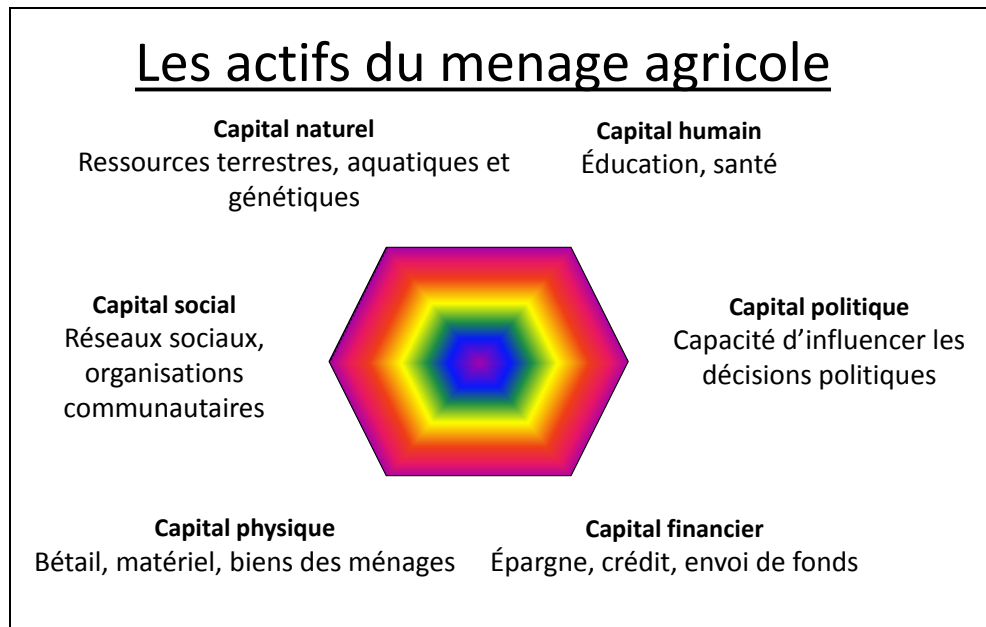 Les actifs du menage agricole
Capital naturel
Ressources terrestres, aquatiques et
génétiques
Capital humain
Éducation, santé
Capital social
Réseaux sociaux,
organisations
communautaires
Capital politique
Capacité d’influencer les
décisions politiques
Capital physique
Bétail, matériel, biens des ménages
Capital financier
Épargne, crédit, envoi de fonds